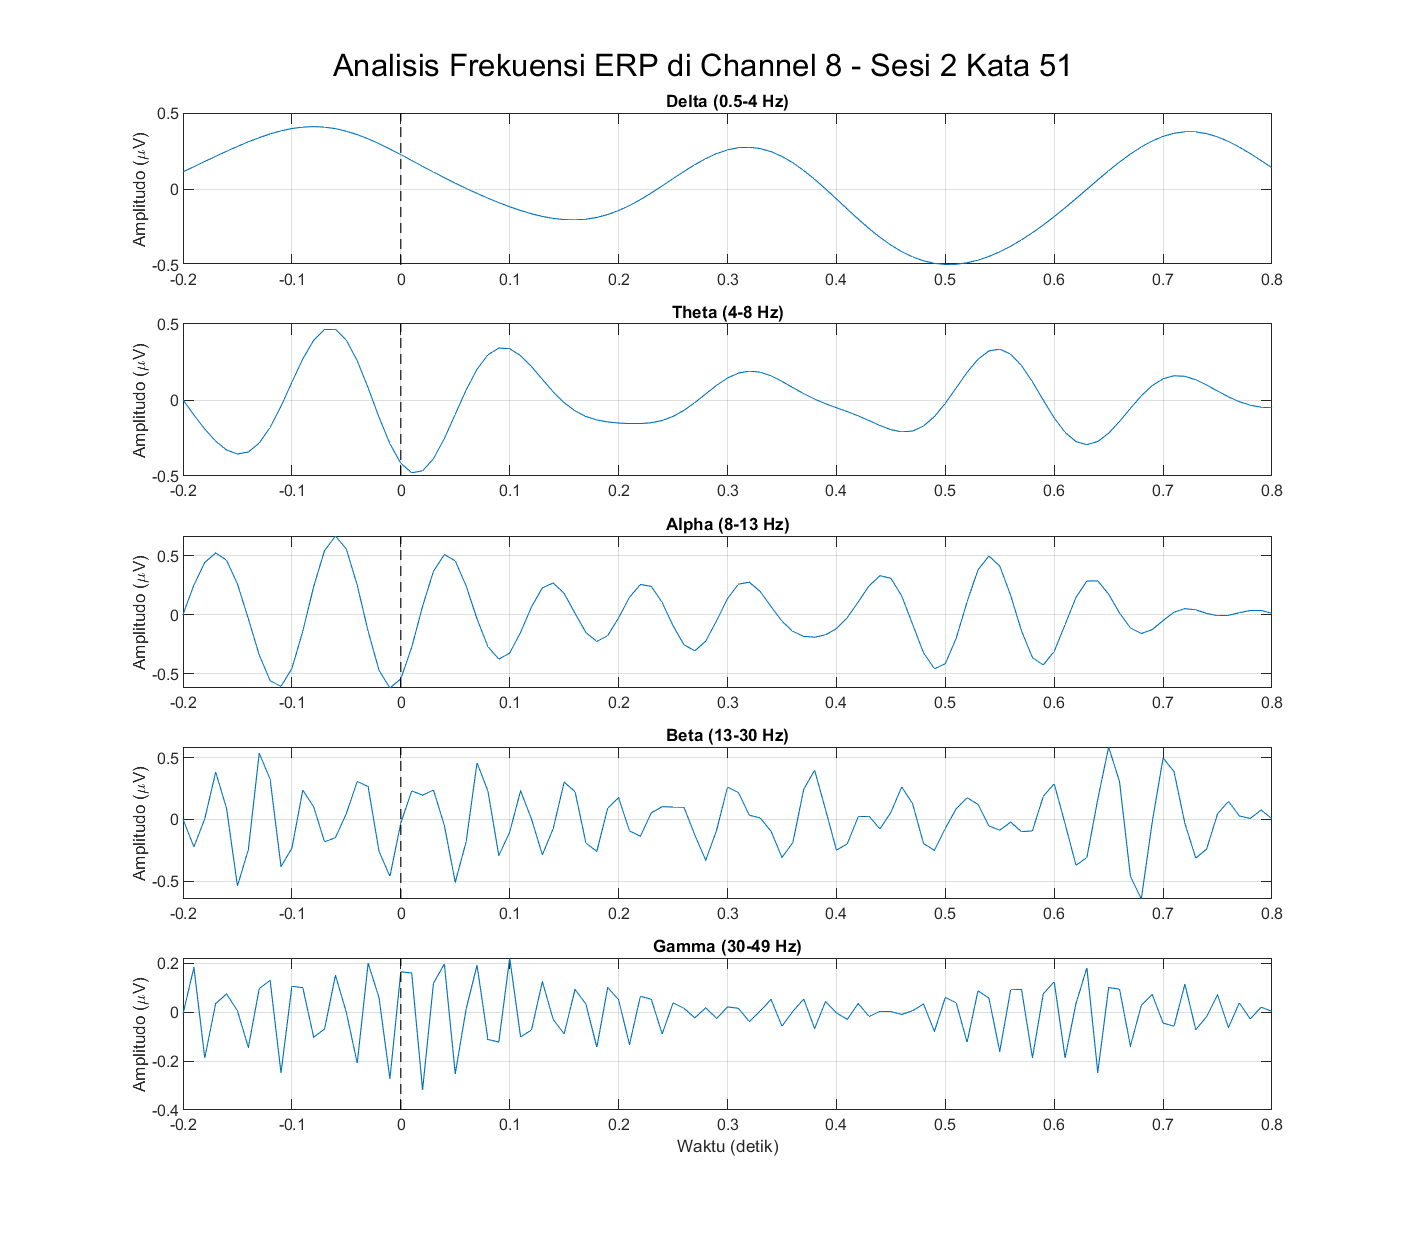 Analisis Frekuensi ERP di Channel 8 - Sesi 2 Kata 51
Delta (0.5-4 Hz)
Amplitudo (μV)
0.5
0
-0.5
-0.2 -0.1 0 0.1 0.2 0.3 0.4 0.5 0.6 0.7 0.8
Theta (4-8 Hz)
Amplitudo (μV)
0.5
0
-0.5
-0.2 -0.1 0 0.1 0.2 0.3 0.4 0.5 0.6 0.7 0.8
Alpha (8-13 Hz)
Amplitudo (μV)
0.5
0
-0.5
-0.2 -0.1 0 0.1 0.2 0.3 0.4 0.5 0.6 0.7 0.8
Beta (13-30 Hz)
Amplitudo (μV)
0.5
0
-0.5
-0.2 -0.1 0 0.1 0.2 0.3 0.4 0.5 0.6 0.7 0.8
Gamma (30-49 Hz)
Amplitudo (μV)
0.2
0
-0.2
-0.4
-0.2 -0.1 0 0.1 0.2 0.3 0.4 0.5 0.6 0.7 0.8
Waktu (detik)